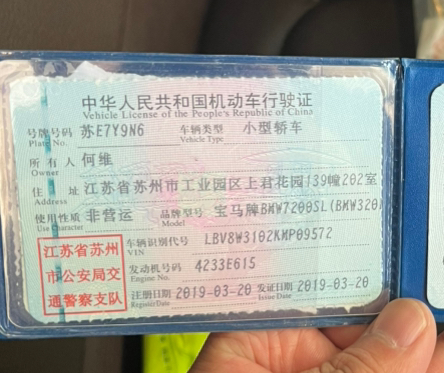 中华人民共和国机动车行驶证
Vehicle License of the People's Republic of China
号牌号码 苏E7Y9N6 车辆类型 小型轿车
Plate No. Vehicle Type
所有人 何维
Owner
住址 江苏省苏州市工业园区上君花园139幢202室
Address
使用性质 非营运 品牌型号 宝马牌BMW7200SL(BMW320
Use Character Model
江苏省苏州
市公安局交
通警察支队
车辆识别代号 LBV8W3102KMP09572
VIN
发动机号码 4233E615
Engine No.
注册日期 2019-03-20 发证日期 2019-03-20
Register Date Issue Date